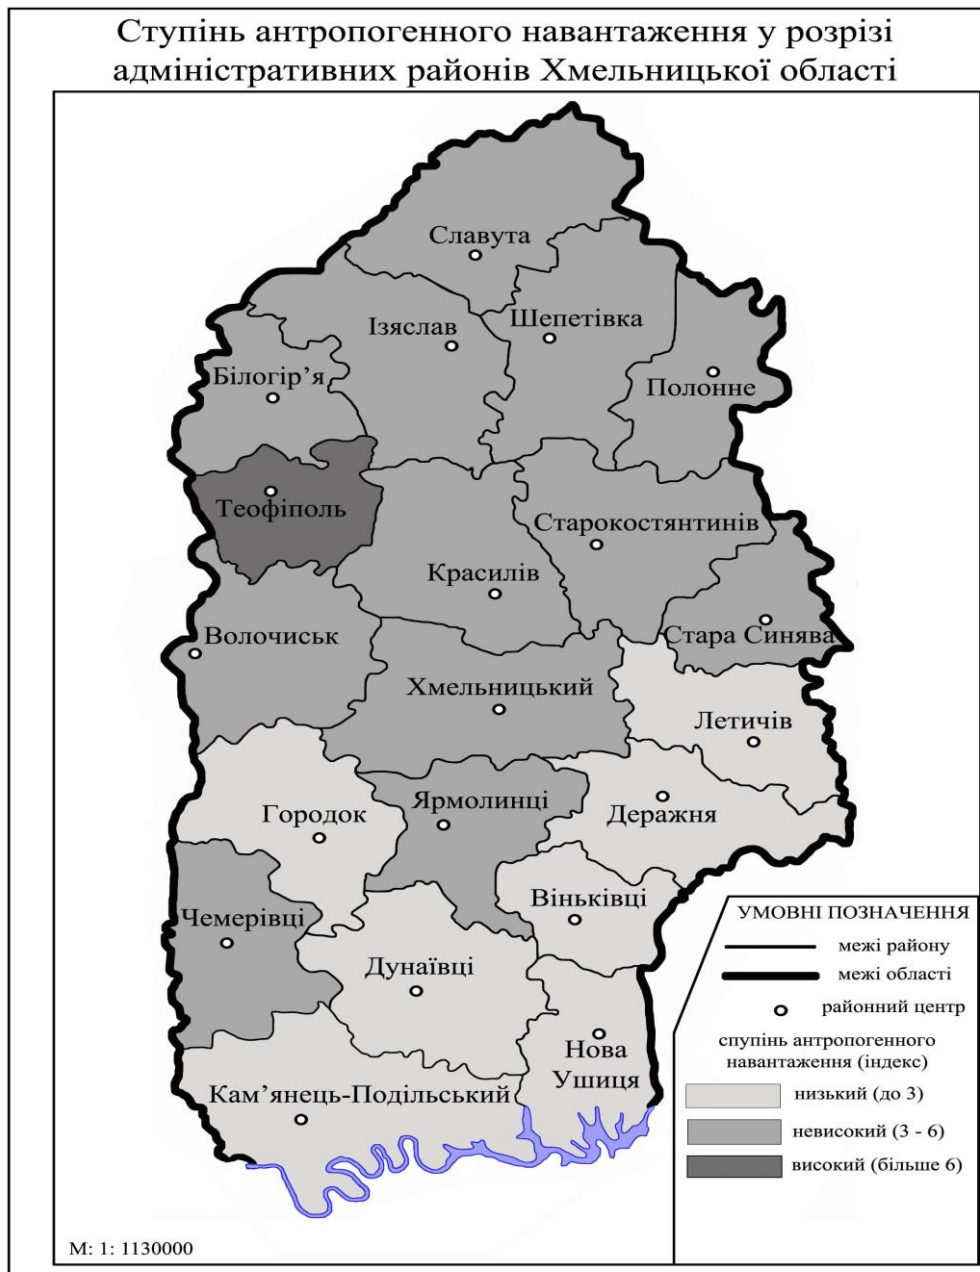 Ступінь антропогенного навантаження у розрізі
адміністративних районів Хмельницької області
Славута
Шепетівка
Ізяслав
Полонне
Білогір’я
Теофіполь
Старокостянтинів
Красилів
Стара Синява
Волочиськ
Хмельницький
Летичів
Ярмолинці
Городок
Деражня
Віньківці
Чемерівці
Дунаївці
Нова
Ушиця
Кам’янець-Подільський
УМОВНІ ПОЗНАЧЕННЯ
межі району
межі області
районний центр
спупінь антропогенного
навантаження (індекс)
низький (до 3)
невисокий (3 - 6)
високий (більше 6)
М: 1: 1130000